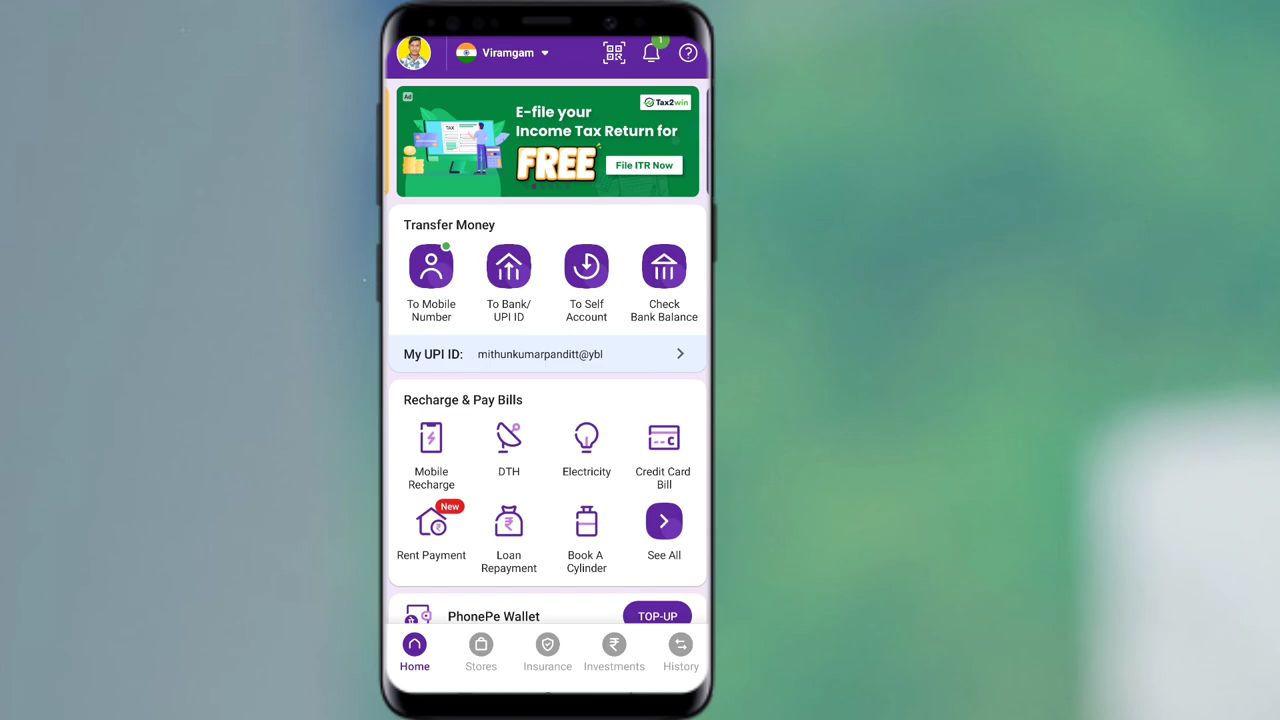 Viramgam
1
Ad
Tax2win
E-file your
Income Tax Return for
FREE
File ITR Now
TAX
Transfer Money
To Mobile
Number
To Bank/
UPI ID
To Self
Account
Check
Bank Balance
My UPI ID: mithunkumarpanditt@ybl
Recharge & Pay Bills
Mobile
Recharge
DTH
Electricity
Credit Card
Bill
New
Rent Payment
Loan
Repayment
Book A
Cylinder
See All
PhonePe Wallet
TOP-UP
Home
Stores
Insurance
Investments
History